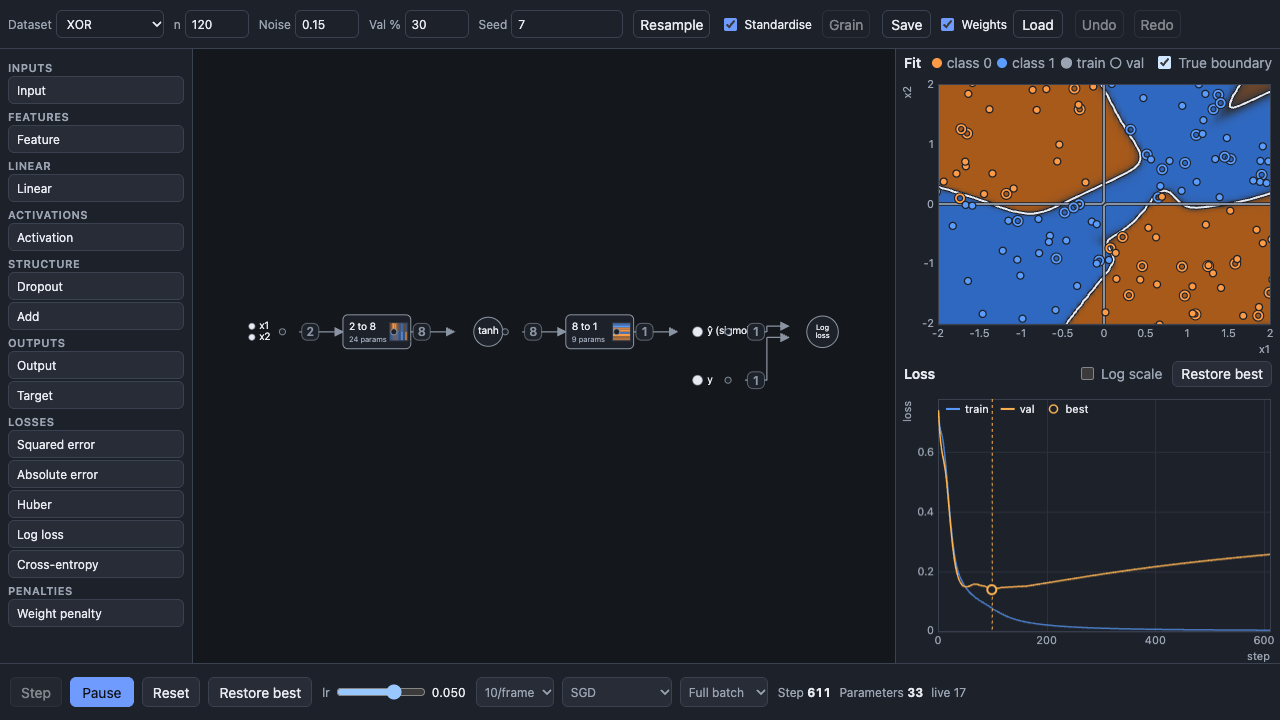 Dataset XOR n 120 Noise 0.15 Val % 30 Seed 7 Resample Standardise Grain Save Weights Load Undo Redo
INPUTS
Input
FEATURES
Feature
LINEAR
Linear
ACTIVATIONS
Activation
STRUCTURE
Dropout
Add
OUTPUTS
Output
Target
LOSSES
Squared error
Absolute error
Huber
Log loss
Cross-entropy
PENALTIES
Weight penalty
x1
x2
2
2 to 8
24 params
8
tanh
8
8 to 1
9 params
1
1
Log
loss
y
1
Fit class 0 class 1 train val True boundary
x2
2
1
0
-1
-2
-2 -1.5 -1 -0.5 0 0.5 1 1.5 2
x1
Loss Log scale Restore best
loss
train val best
0.6
0.4
0.2
0
0 200 400 600
step
Step Pause Reset Restore best lr 0.050 10/frame SGD Full batch Step 611 Parameters 33 live 17